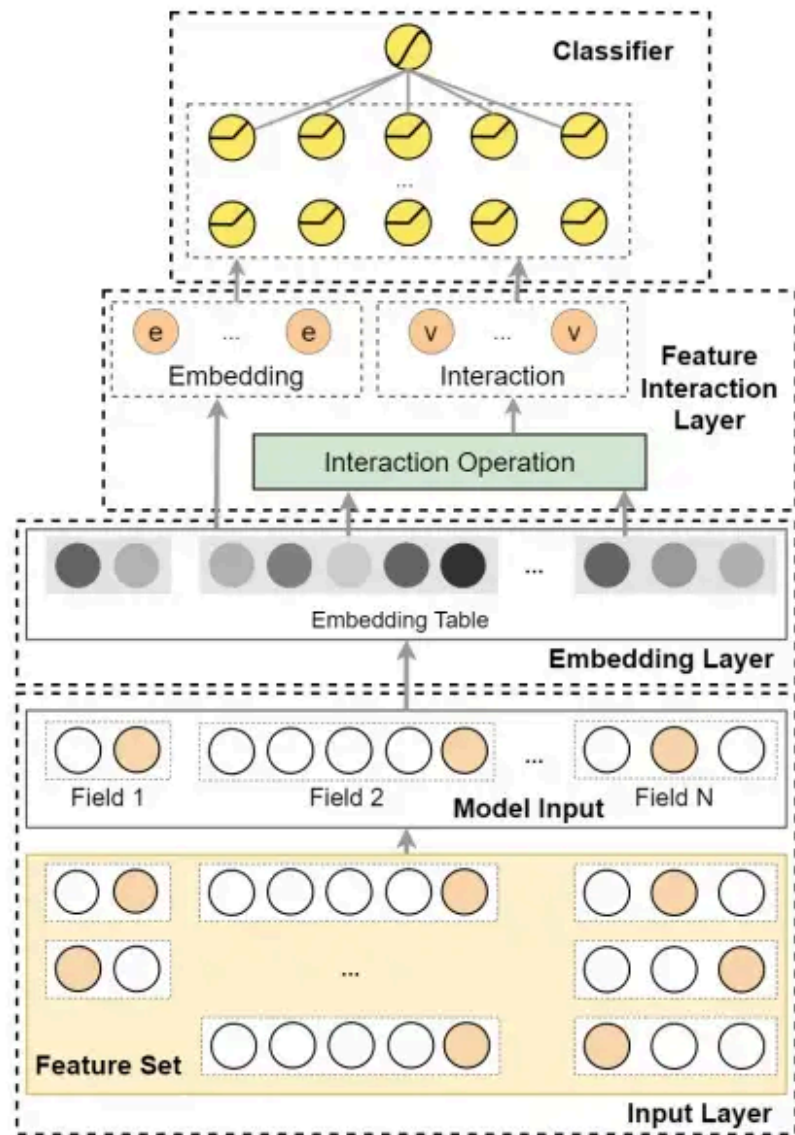 Classifier
...
e ... e
v ... v
Embedding
Interaction
Feature
Interaction
Layer
Interaction Operation
...
Embedding Table
Embedding Layer
...
Field 1
Field 2
Field N
Model Input
...
Feature Set
Input Layer